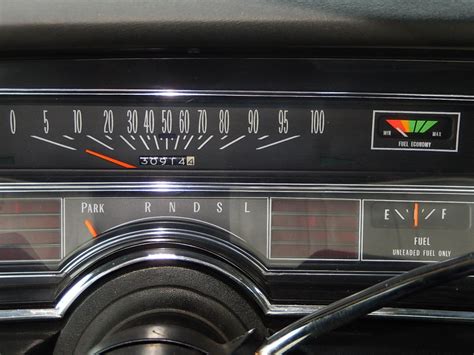 0 5 10 20 30 40 50 60 70 80 90 95 100
MIN MAX
FUEL ECONOMY
30914 4
PARK R N D S L
E F
FUEL
UNLEADED FUEL ONLY